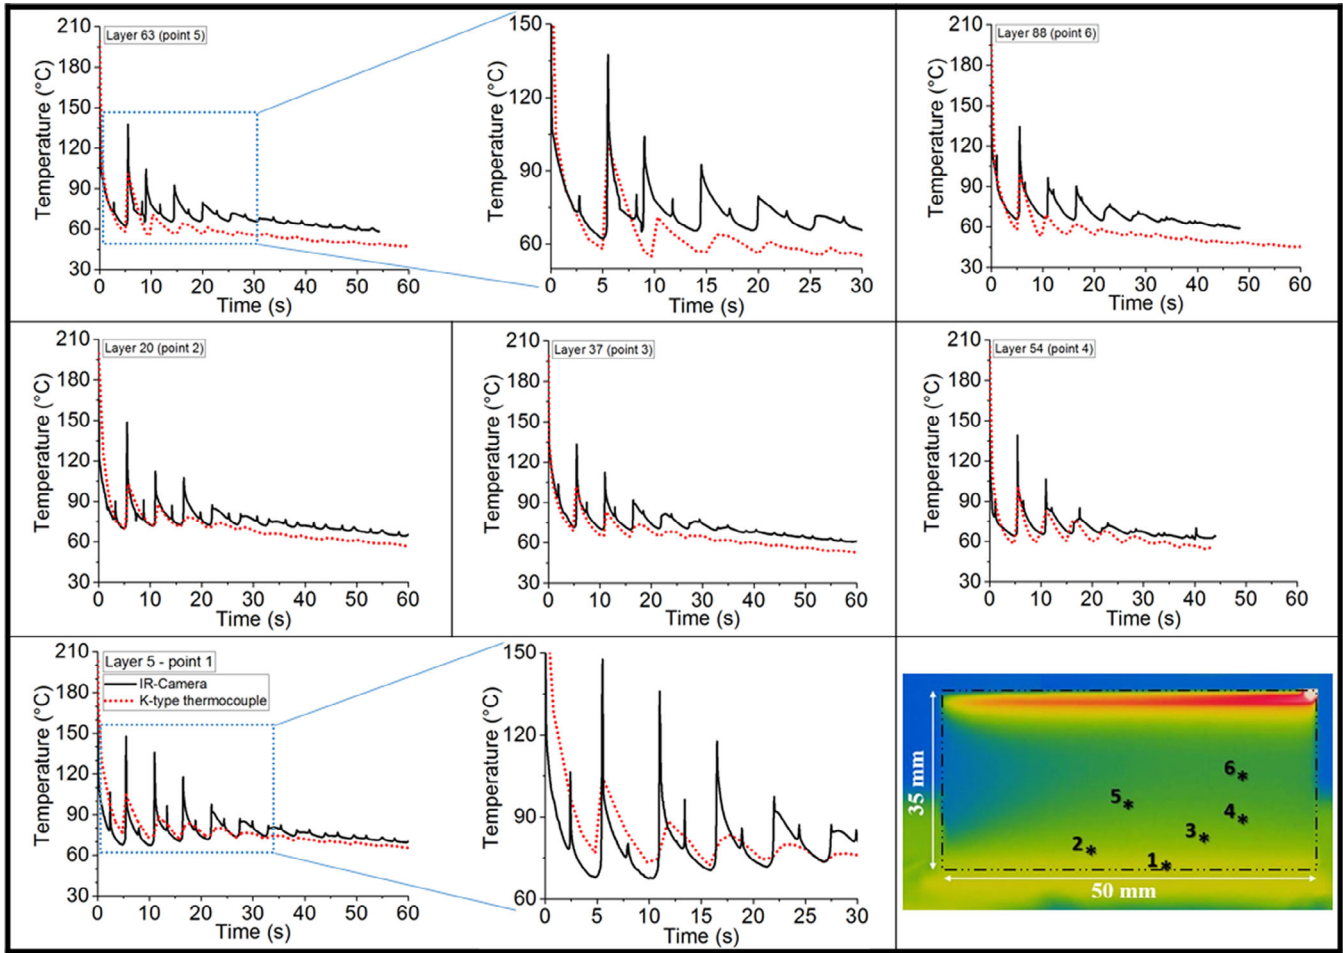 Layer 63 (point 5)
Temperature (°C)
210
180
150
120
90
60
30
0 10 20 30 40 50 60
Time (s)
Temperature (°C)
150
120
90
60
0 5 10 15 20 25 30
Time (s)
Layer 88 (point 6)
Temperature (°C)
210
180
150
120
90
60
30
0 10 20 30 40 50 60
Time (s)
Layer 20 (point 2)
Temperature (°C)
210
180
150
120
90
60
30
0 10 20 30 40 50 60
Time (s)
Layer 37 (point 3)
Temperature (°C)
210
180
150
120
90
60
30
0 10 20 30 40 50 60
Time (s)
Layer 54 (point 4)
Temperature (°C)
210
180
150
120
90
60
30
0 10 20 30 40 50 60
Time (s)
Layer 5 - point 1
IR-Camera
K-type thermocouple
Temperature (°C)
210
180
150
120
90
60
30
0 10 20 30 40 50 60
Time (s)
Temperature (°C)
150
120
90
60
0 5 10 15 20 25 30
Time (s)
35 mm
6*
5*
4*
3*
2*
1*
50 mm